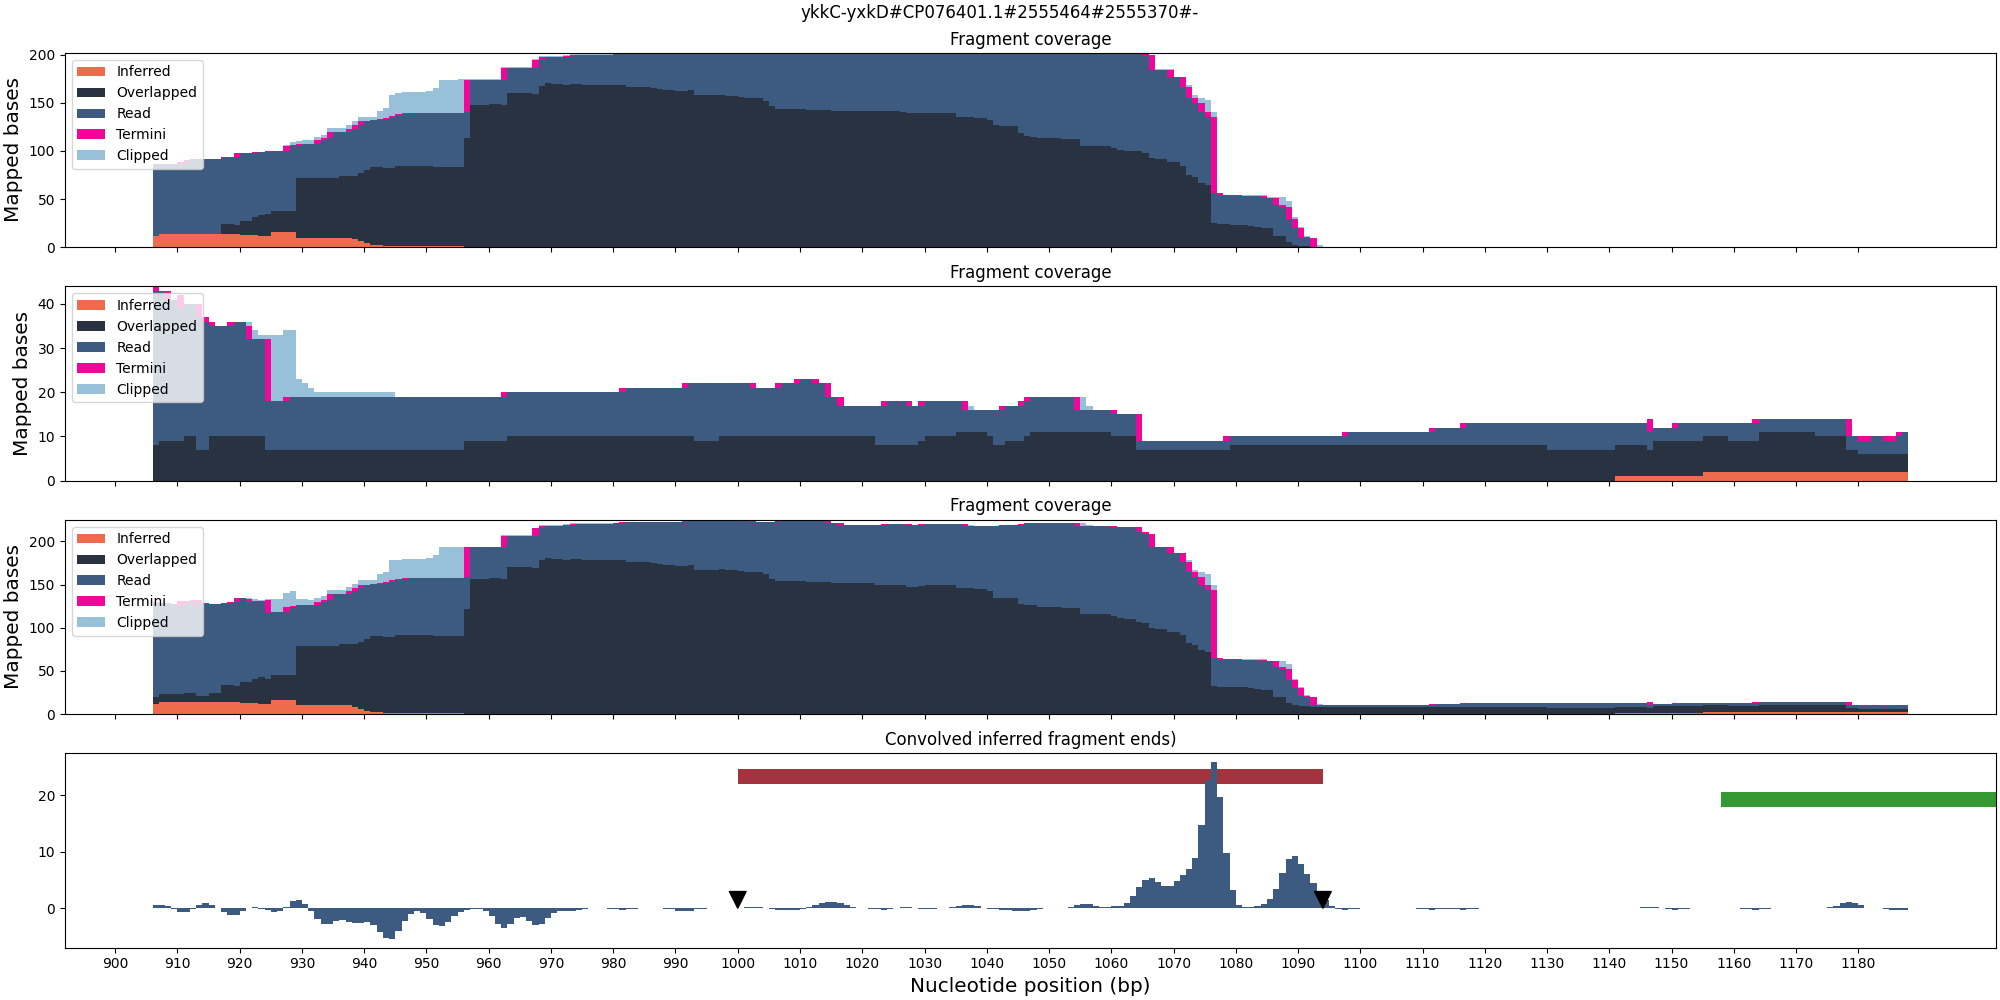 ykkC-yxkD#CP076401.1#2555464#2555370#-
Fragment coverage
Mapped bases
200
150
100
50
0
Inferred
Overlapped
Read
Termini
Clipped
Fragment coverage
Mapped bases
40
30
20
10
0
Inferred
Overlapped
Read
Termini
Clipped
Fragment coverage
Mapped bases
200
150
100
50
0
Inferred
Overlapped
Read
Termini
Clipped
Convolved inferred fragment ends)
20
10
0
900 910 920 930 940 950 960 970 980 990 1000 1010 1020 1030 1040 1050 1060 1070 1080 1090 1100 1110 1120 1130 1140 1150 1160 1170 1180
Nucleotide position (bp)